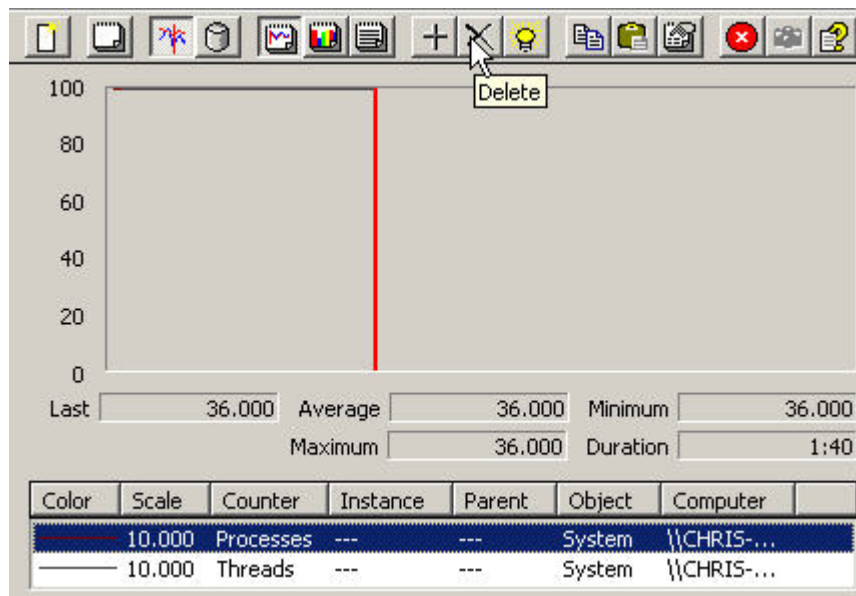 Delete
100
80
60
40
20
0
Last 36.000 Average 36.000 Minimum 36.000
Maximum 36.000 Duration 1:40
Color Scale Counter Instance Parent Object Computer
10.000 Processes --- --- System \\CHRIS-...
10.000 Threads --- --- System \\CHRIS-...